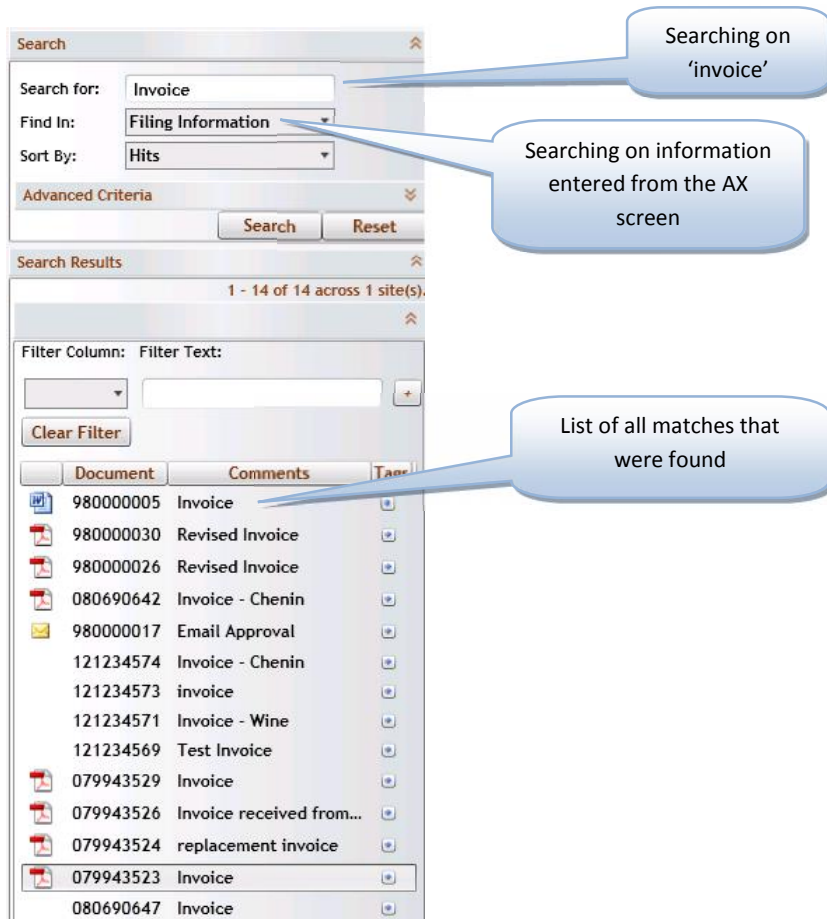 Search
Search for: Invoice
Find In: Filing Information
Sort By: Hits
Advanced Criteria
Search Reset
Search Results
1 - 14 of 14 across 1 site(s).
Filter Column: Filter Text:
+
Clear Filter
Document Comments Tags
980000005 Invoice
980000030 Revised Invoice
980000026 Revised Invoice
080690642 Invoice - Chenin
980000017 Email Approval
121234574 Invoice - Chenin
121234573 invoice
121234571 Invoice - Wine
121234569 Test Invoice
079943529 Invoice
079943526 Invoice received from...
079943524 replacement invoice
079943523 Invoice
080690647 Invoice
Searching on
‘invoice’
Searching on information
entered from the AX
screen
List of all matches that
were found